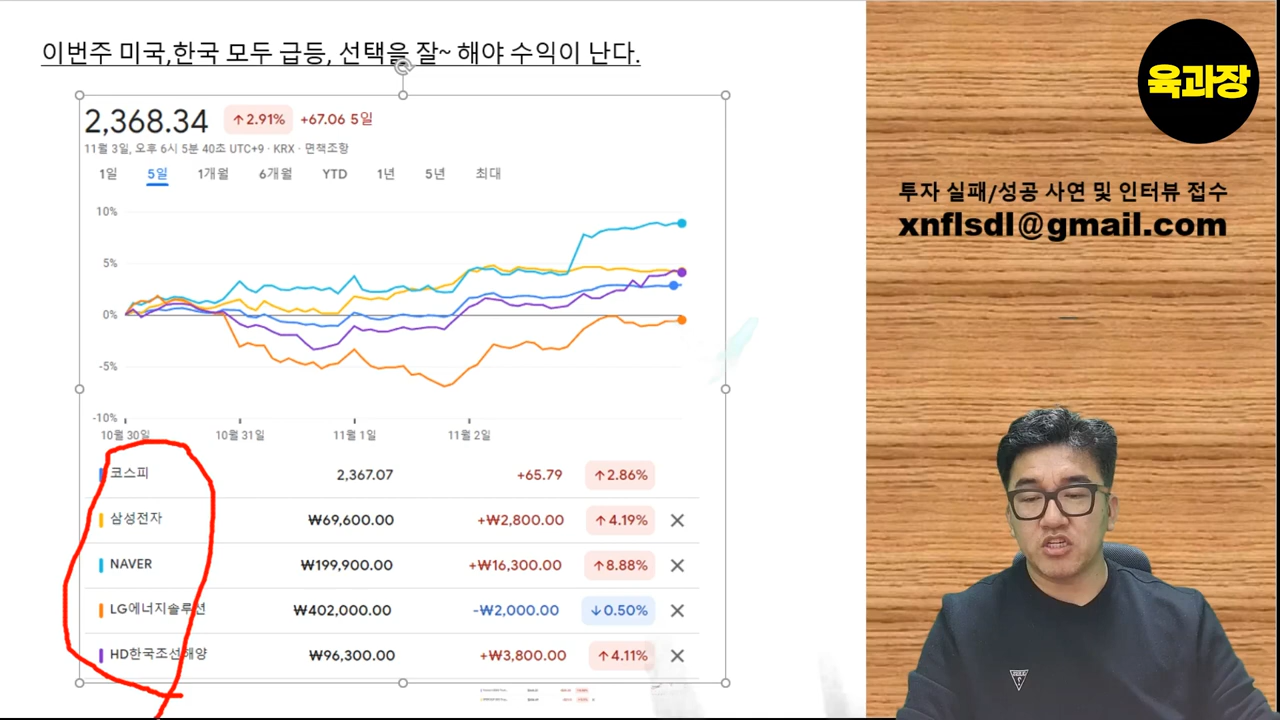 이번주 미국,한국 모두 급등, 선택을 잘~ 해야 수익이 난다.
육과장
투자 실패/성공 사연 및 인터뷰 접수
xnflsdl@gmail.com
2,368.34 ↑2.91% +67.06 5일
11월 3일, 오후 6시 5분 40초 UTC+9 · KRX · 면책조항
1일 5일 1개월 6개월 YTD 1년 5년 최대
10%
5%
0%
-5%
-10%
10월 30일 10월 31일 11월 1일 11월 2일
코스피 2,367.07 +65.79 ↑2.86%
삼성전자 ₩69,600.00 +₩2,800.00 ↑4.19% ✕
NAVER ₩199,900.00 +₩16,300.00 ↑8.88% ✕
LG에너지솔루션 ₩402,000.00 -₩2,000.00 ↓0.50% ✕
HD한국조선해양 ₩96,300.00 +₩3,800.00 ↑4.11% ✕